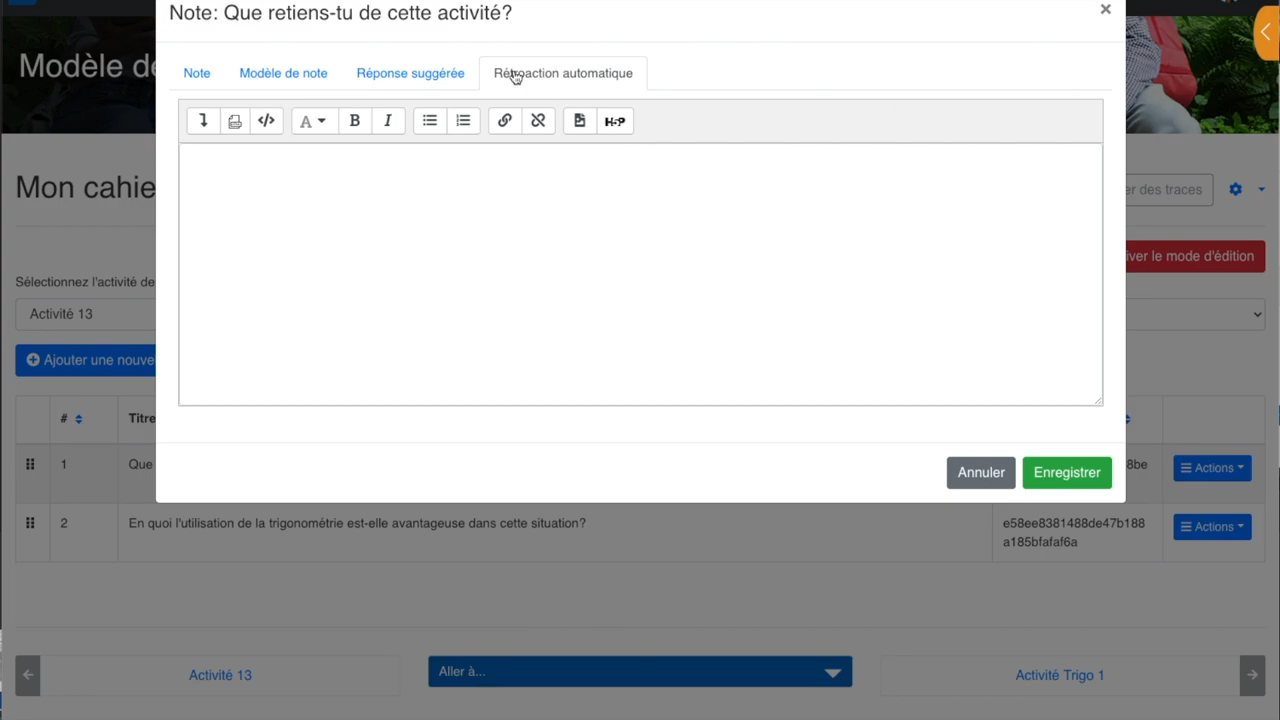 Note: Que retiens-tu de cette activité?
×
Modèle de
Note
Modèle de note
Réponse suggérée
Rétroaction automatique
A
B
I
H-P
Mon cahie
er des traces
iver le mode d'édition
Sélectionnez l'activité de
Activité 13
Ajouter une nouve
#
Titre
1
Que
8be
Actions
Annuler
Enregistrer
2
En quoi l'utilisation de la trigonométrie est-elle avantageuse dans cette situation?
e58ee8381488de47b188
a185bfafaf6a
Actions
Activité 13
Aller à...
Activité Trigo 1